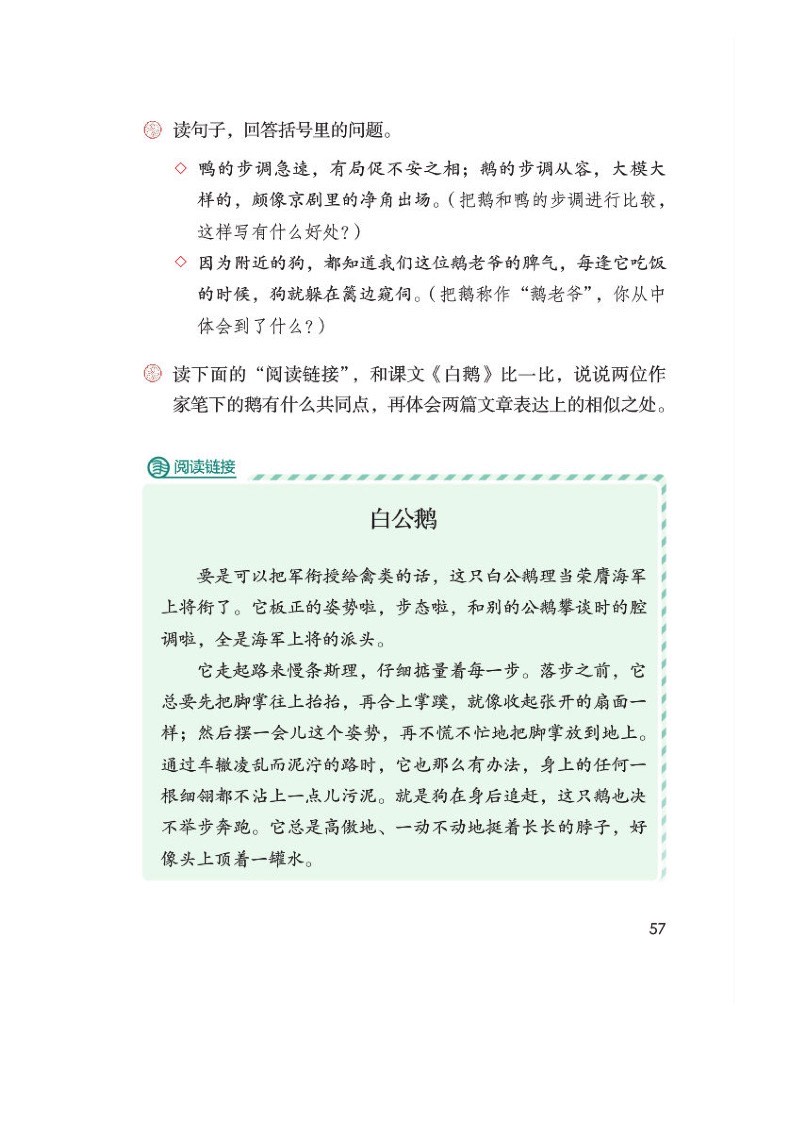 读句子，回答括号里的问题。
◇ 鸭的步调急速，有局促不安之相；鹅的步调从容，大模大
样的，颇像京剧里的净角出场。（把鹅和鸭的步调进行比较，
这样写有什么好处？）
◇ 因为附近的狗，都知道我们这位鹅老爷的脾气，每逢它吃饭
的时候，狗就躲在篱边窥伺。（把鹅称作“鹅老爷”，你从中
体会到了什么？）
读下面的“阅读链接”，和课文《白鹅》比一比，说说两位作
家笔下的鹅有什么共同点，再体会两篇文章表达上的相似之处。
阅读链接
白公鹅
要是可以把军衔授给禽类的话，这只白公鹅理当荣膺海军
上将衔了。它板正的姿势啦，步态啦，和别的公鹅攀谈时的腔
调啦，全是海军上将的派头。
它走起路来慢条斯理，仔细掂量着每一步。落步之前，它
总要先把脚掌往上抬抬，再合上掌蹼，就像收起张开的扇面一
样；然后摆一会儿这个姿势，再不慌不忙地把脚掌放到地上。
通过车辙凌乱而泥泞的路时，它也那么有办法，身上的任何一
根细翎都不沾上一点儿污泥。就是狗在身后追赶，这只鹅也决
不举步奔跑。它总是高傲地、一动不动地挺着长长的脖子，好
像头上顶着一罐水。
57